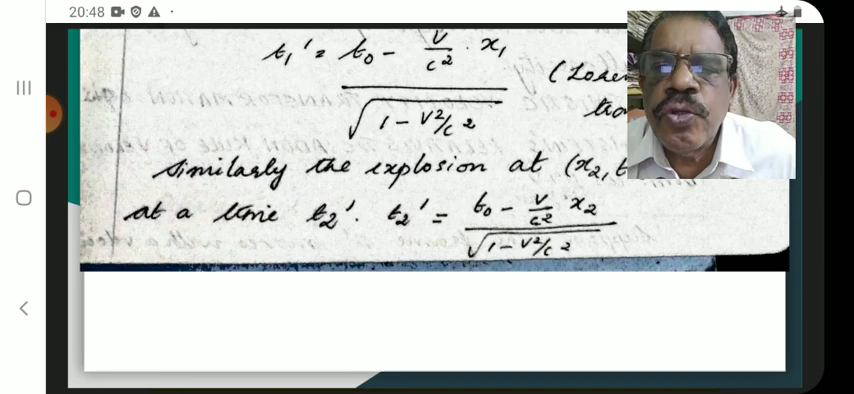 20:48
t₁' = t₀ - v/c² · x₁
√1 - v²/c²
similarly the explosion at (x₂, t
at a time t₂'. t₂' = t₀ - v/c² · x₂
√1 - v²/c²